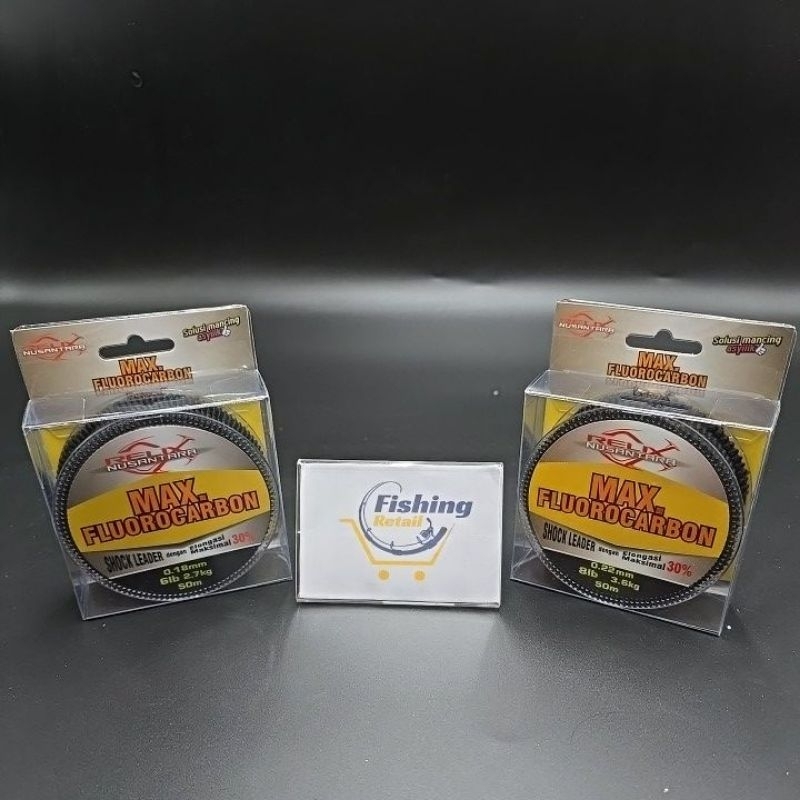 RELIX
NUSANTARA
Solusi mancing
asyik
MAX.
FLUOROCARBON
RELIX
NUSANTARA
MAX.
FLUOROCARBON
SHOCK LEADER dengan Elongasi Maksimal 30%
0.18mm
6lb 2.7kg
50m
Fishing
Retail
RELIX
NUSANTARA
Solusi mancing
asyik
MAX.
FLUOROCARBON
RELIX
NUSANTARA
MAX.
FLUOROCARBON
SHOCK LEADER dengan Elongasi Maksimal 30%
0.22mm
8lb 3.6kg
50m